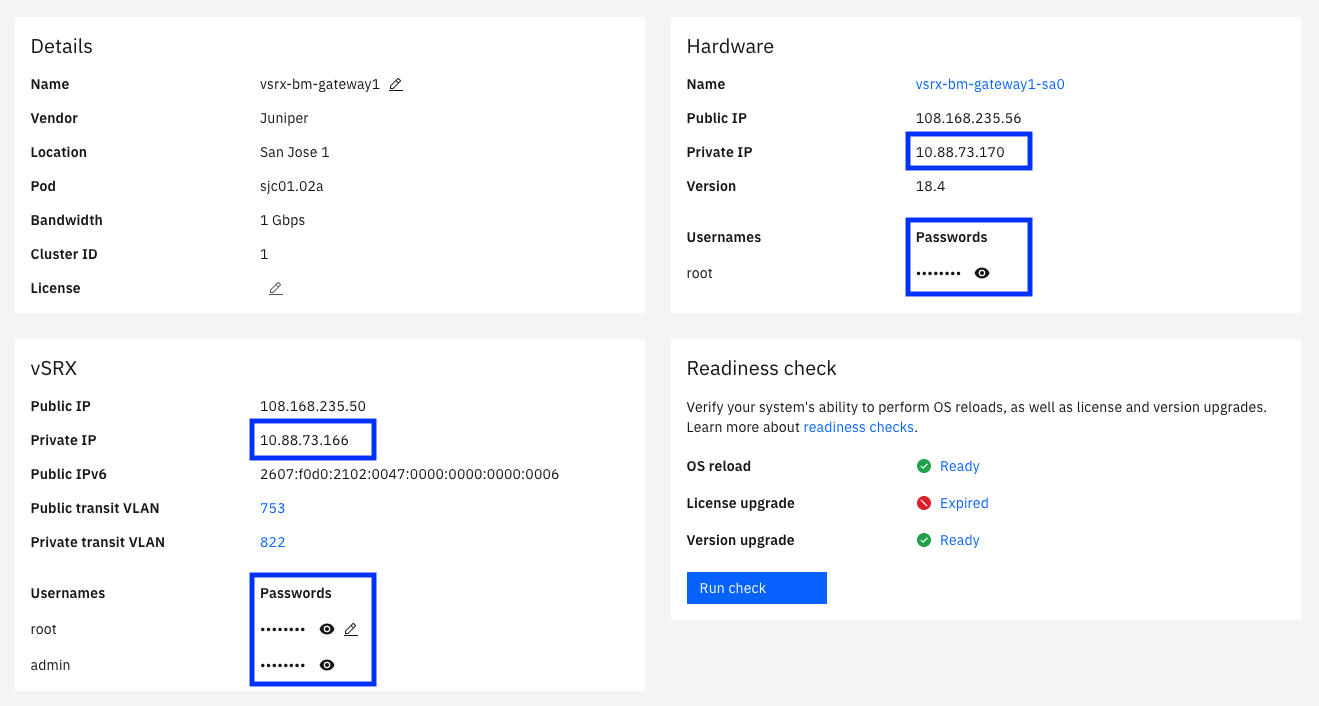 Details
Name vsrx-bm-gateway1
Vendor Juniper
Location San Jose 1
Pod sjc01.02a
Bandwidth 1 Gbps
Cluster ID 1
License
Hardware
Name vsrx-bm-gateway1-sa0
Public IP 108.168.235.56
Private IP 10.88.73.170
Version 18.4
Usernames Passwords
root ••••••••
vSRX
Public IP 108.168.235.50
Private IP 10.88.73.166
Public IPv6 2607:f0d0:2102:0047:0000:0000:0000:0006
Public transit VLAN 753
Private transit VLAN 822
Usernames Passwords
root ••••••••
admin ••••••••
Readiness check
Verify your system's ability to perform OS reloads, as well as license and version upgrades.
Learn more about readiness checks.
OS reload Ready
License upgrade Expired
Version upgrade Ready
Run check